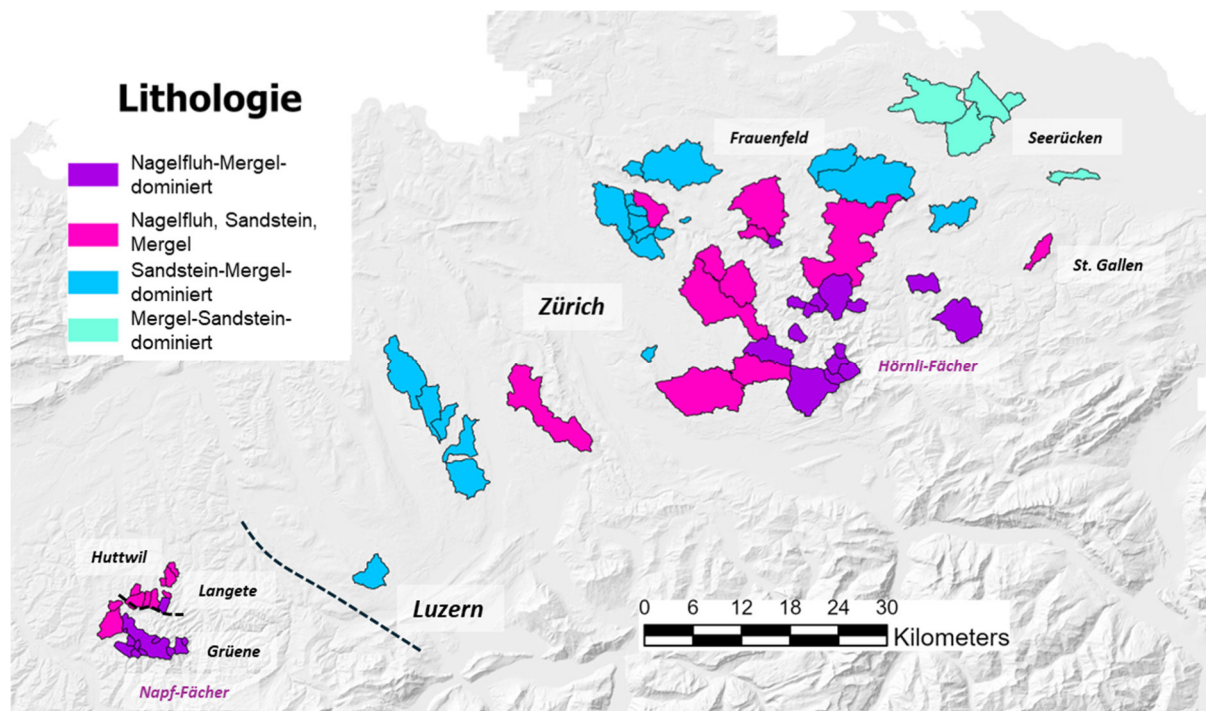 Lithologie
Nagelfluh-Mergel-
dominiert
Nagelfluh, Sandstein,
Mergel
Sandstein-Mergel-
dominiert
Mergel-Sandstein-
dominiert
Frauenfeld
Seerücken
St. Gallen
Zürich
Hörnli-Fächer
Huttwil
Langete
Luzern
Grüene
Napf-Fächer
0 6 12 18 24 30
Kilometers